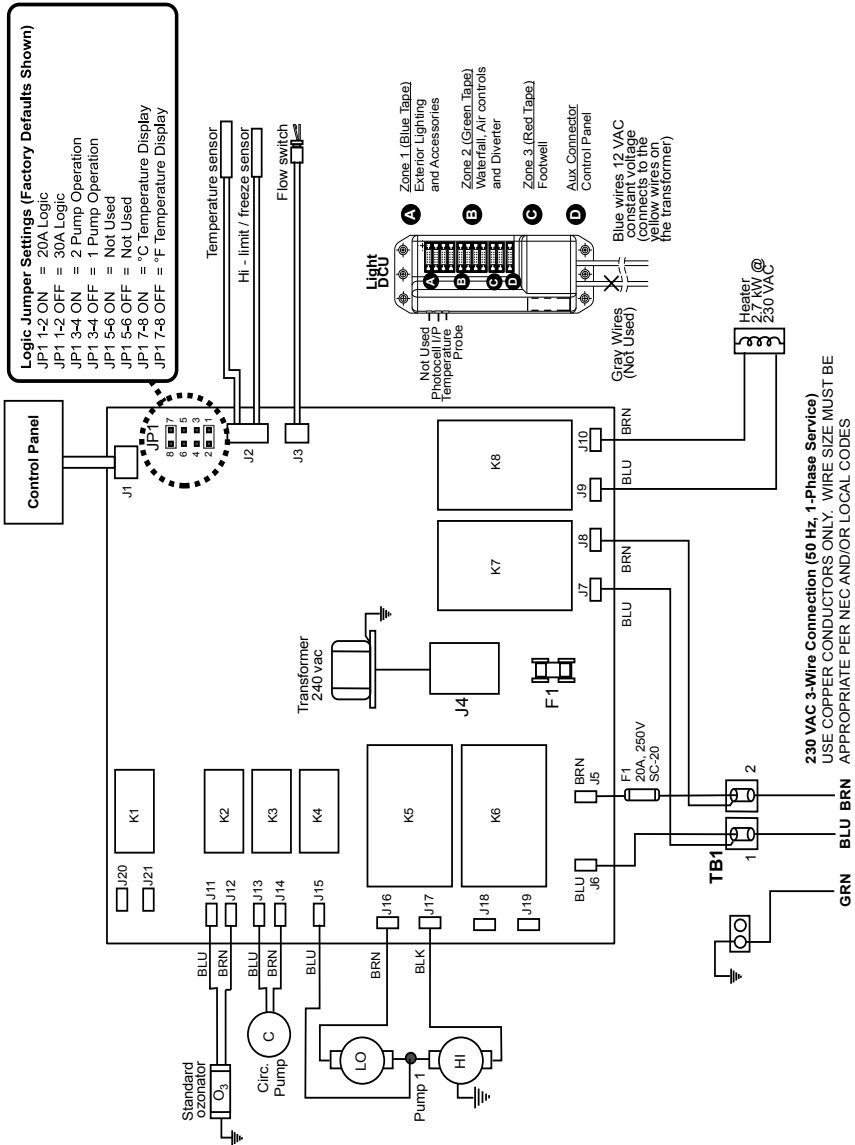 Control Panel
Logic Jumper Settings (Factory Defaults Shown)
JP1 1-2 ON = 20A Logic
JP1 1-2 OFF = 30A Logic
JP1 3-4 ON = 2 Pump Operation
JP1 3-4 OFF = 1 Pump Operation
JP1 5-6 ON = Not Used
JP1 5-6 OFF = Not Used
JP1 7-8 ON = °C Temperature Display
JP1 7-8 OFF = °F Temperature Display
J1
JP1
8 7
6 5
4 3
2 1
J2
J3
Temperature sensor
Hi - limit / freeze sensor
Flow switch
Light
DCU
A
B
C
D
Not Used
Photocell I/P
Temperature
Probe
A Zone 1 (Blue Tape)
Exterior Lighting
and Accessories
B Zone 2 (Green Tape)
Waterfall, Air controls
and Diverter
C Zone 3 (Red Tape)
Footwell
D Aux Connector
Control Panel
Gray Wires
(Not Used)
Blue wires 12 VAC
constant voltage
(connects to the
yellow wires on
the transformer)
Heater
2.7 kW @
230 VAC
K8
J10
BRN
J9
BLU
K7
J8
BRN
J7
BLU
Transformer
240 vac
J4
F1
K1
K2
K3
K4
K5
K6
J20
J21
J11
J12
J13
J14
J15
J16
J17
J18
J19
BLU
BRN
BLU
BRN
BLU
BRN
BLK
Standard
ozonator
O3
Circ.
Pump
C
LO
HI
Pump 1
BRN
J5
BLU
J6
F1
20A, 250V
SC-20
TB1
1
2
GRN
BLU
BRN
230 VAC 3-Wire Connection (50 Hz, 1-Phase Service)
USE COPPER CONDUCTORS ONLY. WIRE SIZE MUST BE
APPROPRIATE PER NEC AND/OR LOCAL CODES